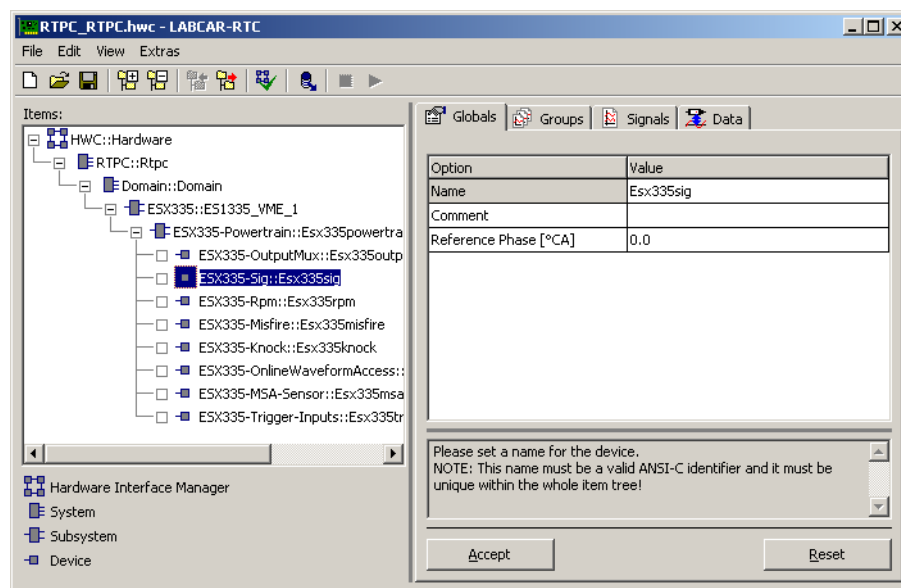 RTPC_RTPC.hwc - LABCAR-RTC
File Edit View Extras
Items:
HWC::Hardware
RTPC::Rtpc
Domain::Domain
ESX335::ES1335_VME_1
ESX335-Powertrain::Esx335powertra
ESX335-OutputMux::Esx335outp
ESX335-Sig::Esx335sig
ESX335-Rpm::Esx335rpm
ESX335-Misfire::Esx335misfire
ESX335-Knock::Esx335knock
ESX335-OnlineWaveformAccess::
ESX335-MSA-Sensor::Esx335msa
ESX335-Trigger-Inputs::Esx335tr
Hardware Interface Manager
System
Subsystem
Device
Globals Groups Signals Data
Option Value
Name Esx335sig
Comment
Reference Phase [°CA] 0.0
Please set a name for the device.
NOTE: This name must be a valid ANSI-C identifier and it must be
unique within the whole item tree!
Accept Reset